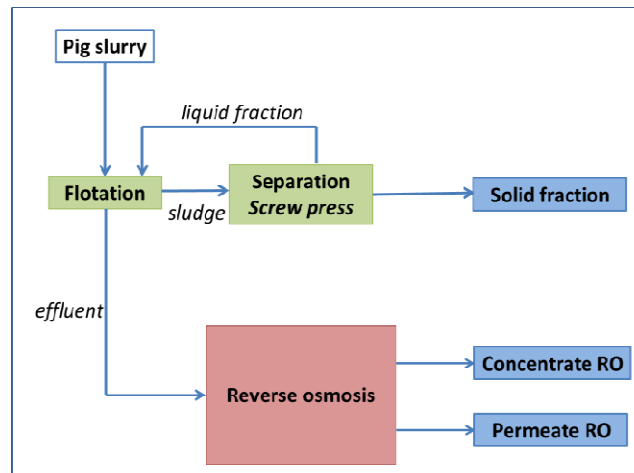 Pig slurry
liquid fraction
Flotation
sludge
Separation
Screw press
Solid fraction
effluent
Reverse osmosis
Concentrate RO
Permeate RO